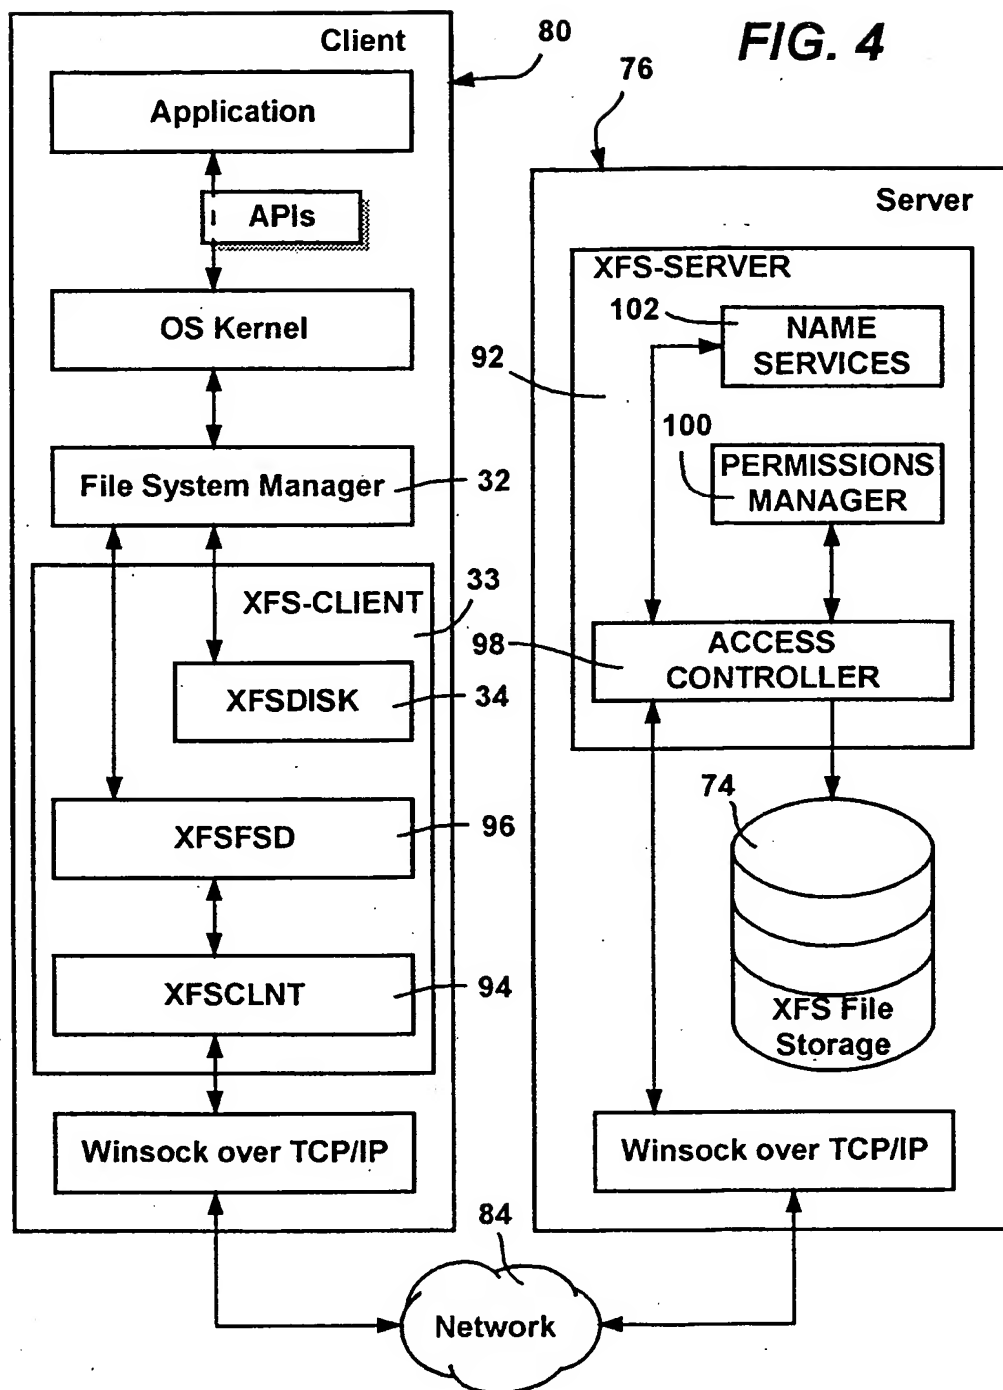 FIG. 4
Client
80
Application
APIs
OS Kernel
File System Manager
32
XFS-CLIENT
33
XFSDISK
34
XFSFSD
96
XFSCLNT
94
Winsock over TCP/IP
76
Server
XFS-SERVER
102
NAME
SERVICES
92
100
PERMISSIONS
MANAGER
98
ACCESS
CONTROLLER
74
XFS File
Storage
Winsock over TCP/IP
84
Network